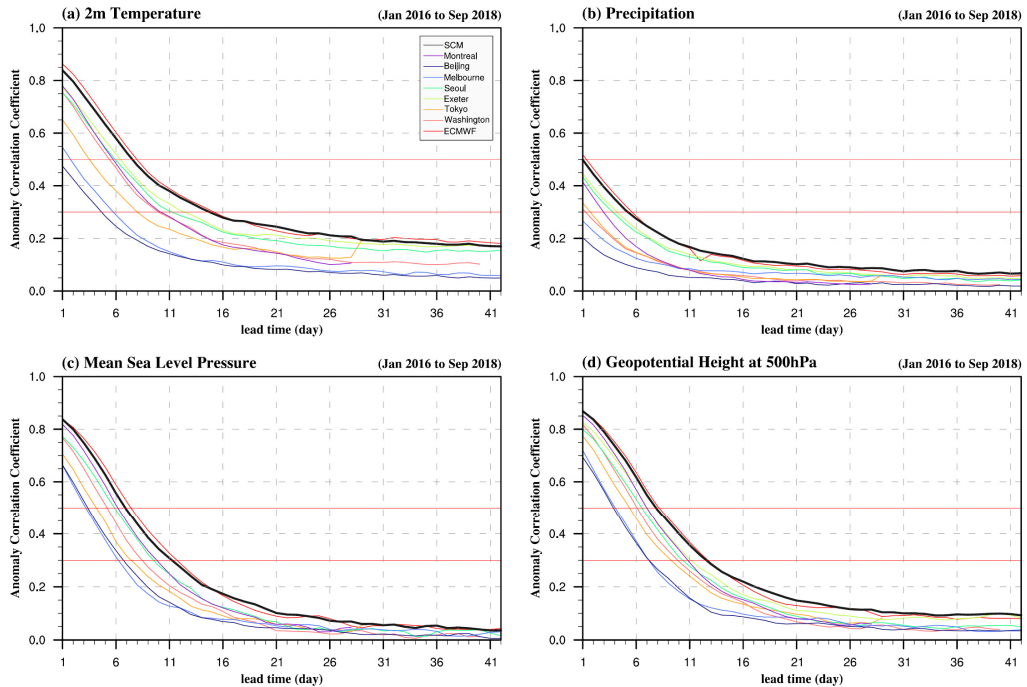 (a) 2m Temperature (Jan 2016 to Sep 2018)
1.0
0.8
0.6
0.4
0.2
0.0
Anomaly Correlation Coefficient
SCM
Montreal
Beijing
Melbourne
Seoul
Exeter
Tokyo
Washington
ECMWF
1 6 11 16 21 26 31 36 41
lead time (day)
(b) Precipitation (Jan 2016 to Sep 2018)
1.0
0.8
0.6
0.4
0.2
0.0
Anomaly Correlation Coefficient
1 6 11 16 21 26 31 36 41
lead time (day)
(c) Mean Sea Level Pressure (Jan 2016 to Sep 2018)
1.0
0.8
0.6
0.4
0.2
0.0
Anomaly Correlation Coefficient
1 6 11 16 21 26 31 36 41
lead time (day)
(d) Geopotential Height at 500hPa (Jan 2016 to Sep 2018)
1.0
0.8
0.6
0.4
0.2
0.0
Anomaly Correlation Coefficient
1 6 11 16 21 26 31 36 41
lead time (day)